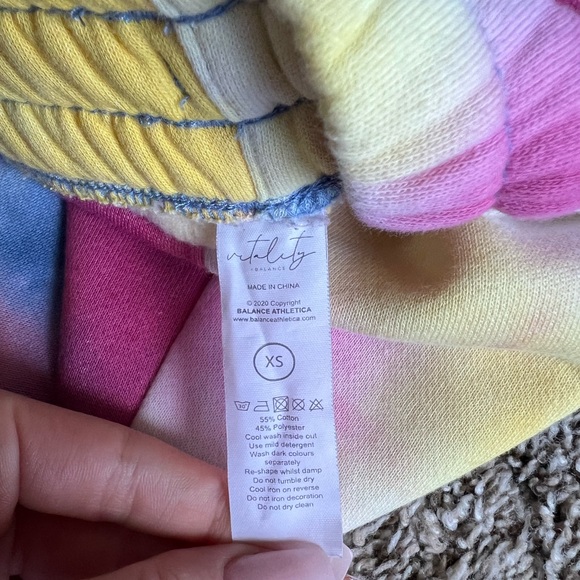 vitality
+BALANCE
MADE IN CHINA
© 2020 Copyright
BALANCE ATHLETICA
www.balanceathletica.com
XS
30°
55% Cotton
45% Polyester
Cool wash inside out
Use mild detergent
Wash dark colours
separately
Re-shape whilst damp
Do not tumble dry
Cool iron on reverse
Do not iron decoration
Do not dry clean